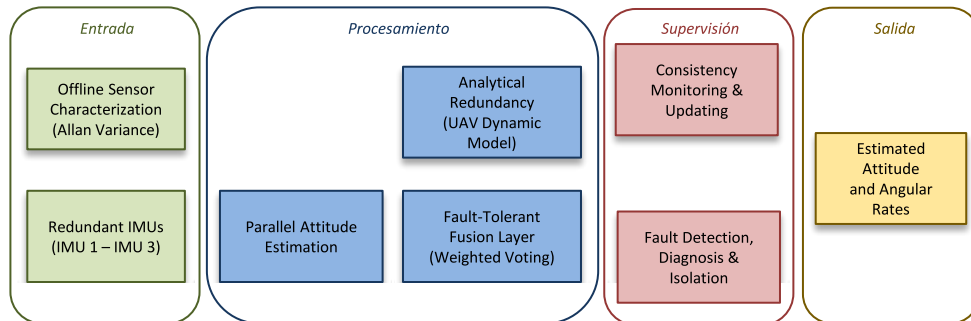 Entrada
Offline Sensor
Characterization
(Allan Variance)
Redundant IMUs
(IMU 1 – IMU 3)
Procesamiento
Analytical
Redundancy
(UAV Dynamic
Model)
Parallel Attitude
Estimation
Fault-Tolerant
Fusion Layer
(Weighted Voting)
Supervisión
Consistency
Monitoring &
Updating
Fault Detection,
Diagnosis &
Isolation
Salida
Estimated
Attitude
and Angular
Rates